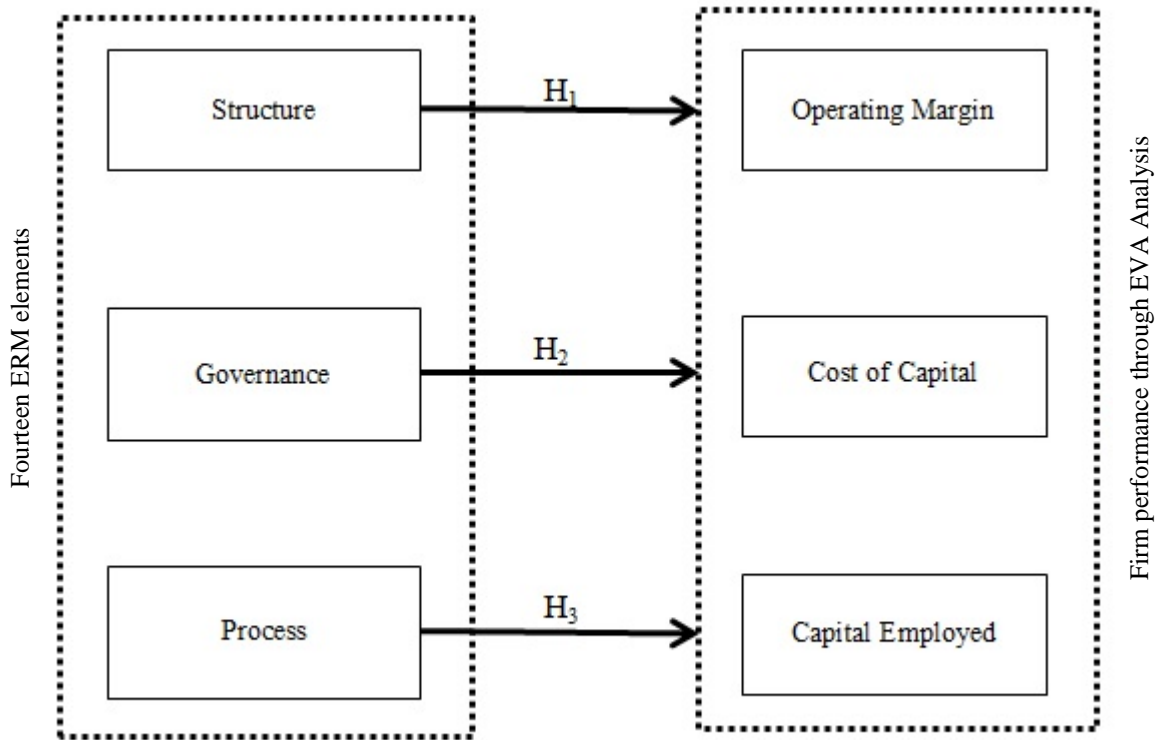 Fourteen ERM elements
Structure
H₁
Operating Margin
Governance
H₂
Cost of Capital
Process
H₃
Capital Employed
Firm performance through EVA Analysis